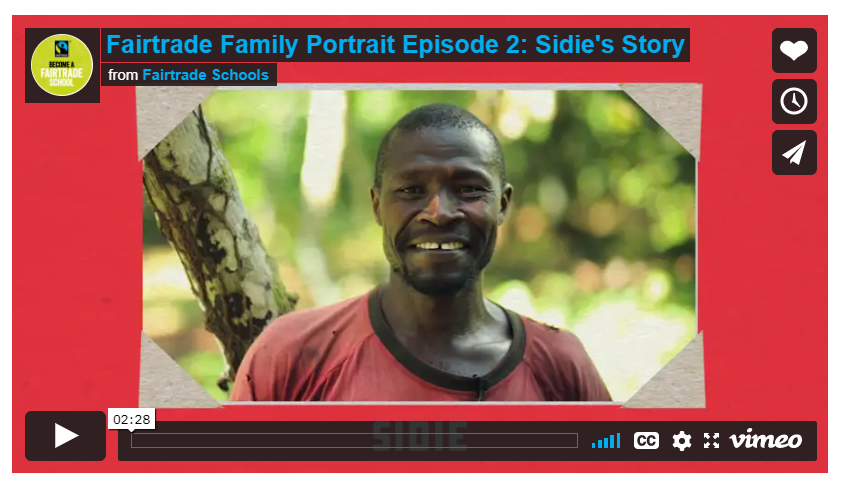 Fairtrade Family Portrait Episode 2: Sidie's Story
from Fairtrade Schools
BECOME A
FAIRTRADE
SCHOOL
02:28
SIDIE
CC
vimeo